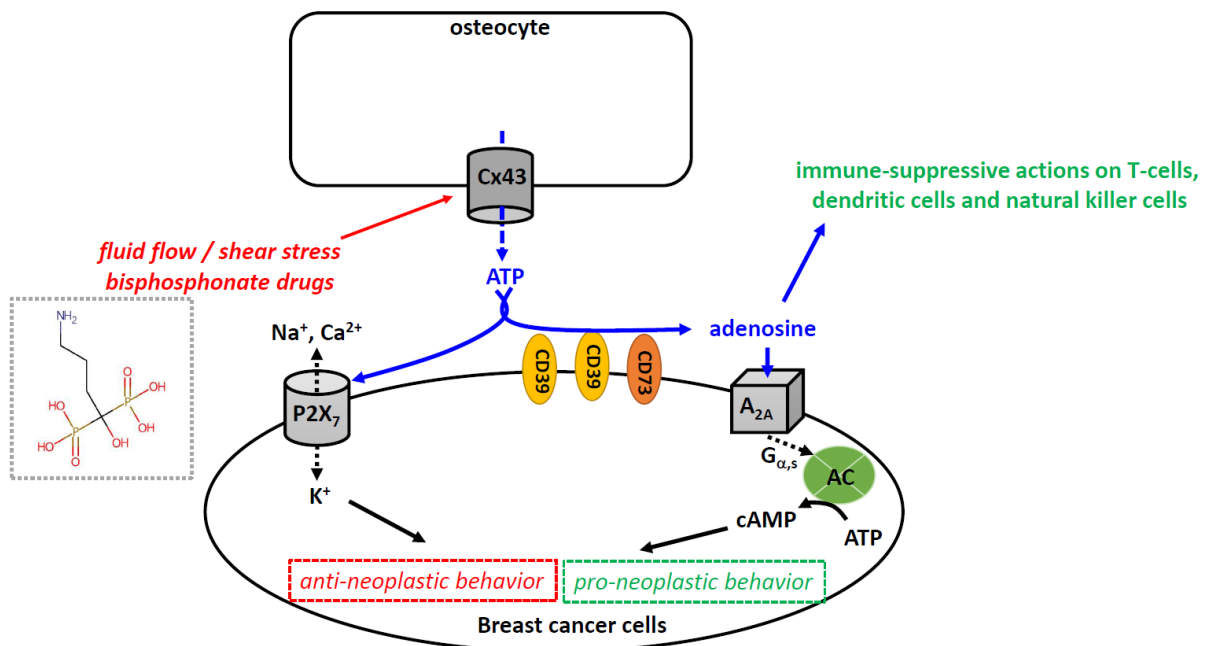 osteocyte
Cx43
immune-suppressive actions on T-cells,
dendritic cells and natural killer cells
fluid flow / shear stress
bisphosphonate drugs
ATP
NH₂
O
OH
P
HO
OH
HO
P
OH
HO
O
Na⁺, Ca²⁺
adenosine
CD39
CD39
CD73
P2X₇
A₂A
Gα,s
AC
K⁺
cAMP
ATP
anti-neoplastic behavior
pro-neoplastic behavior
Breast cancer cells